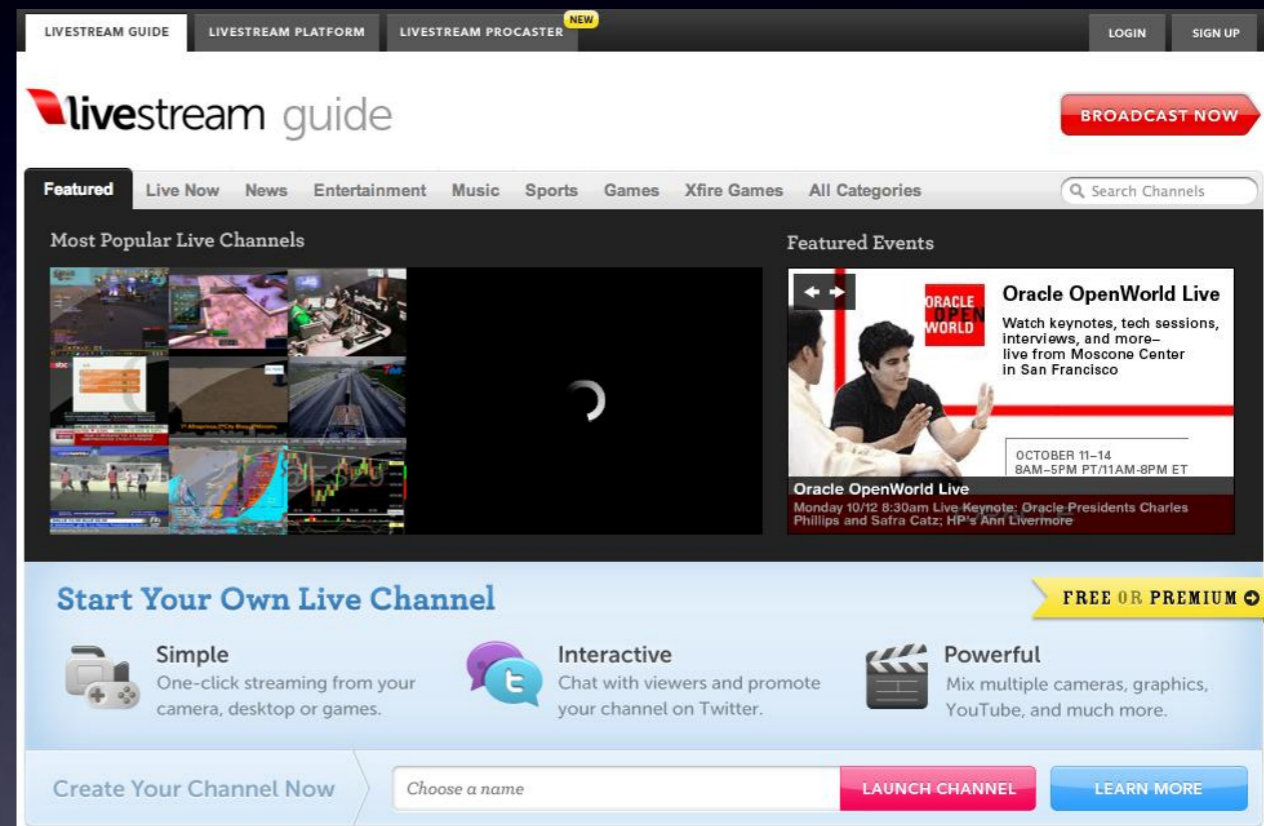 LIVESTREAM GUIDE
LIVESTREAM PLATFORM
LIVESTREAM PROCASTER
NEW
LOGIN
SIGN UP
livestream guide
BROADCAST NOW
Featured
Live Now
News
Entertainment
Music
Sports
Games
Xfire Games
All Categories
Search Channels
Most Popular Live Channels
Featured Events
ORACLE
OPEN
WORLD
Oracle OpenWorld Live
Watch keynotes, tech sessions,
interviews, and more–
live from Moscone Center
in San Francisco
OCTOBER 11–14
8AM–5PM PT/11AM-8PM ET
Oracle OpenWorld Live
Monday 10/12 8:30am Live Keynote: Oracle Presidents Charles
Phillips and Safra Catz; HP's Ann Livermore
Start Your Own Live Channel
FREE OR PREMIUM
Simple
One-click streaming from your
camera, desktop or games.
Interactive
Chat with viewers and promote
your channel on Twitter.
Powerful
Mix multiple cameras, graphics,
YouTube, and much more.
Create Your Channel Now
Choose a name
LAUNCH CHANNEL
LEARN MORE